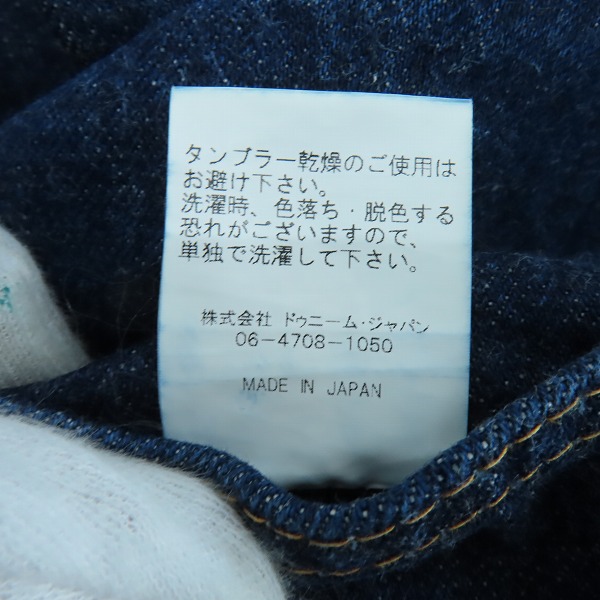 タンブラー乾燥のご使用は
お避け下さい。
洗濯時、色落ち・脱色する
恐れがございますので、
単独で洗濯して下さい。
株式会社 ドゥニーム・ジャパン
06-4708-1050
MADE IN JAPAN